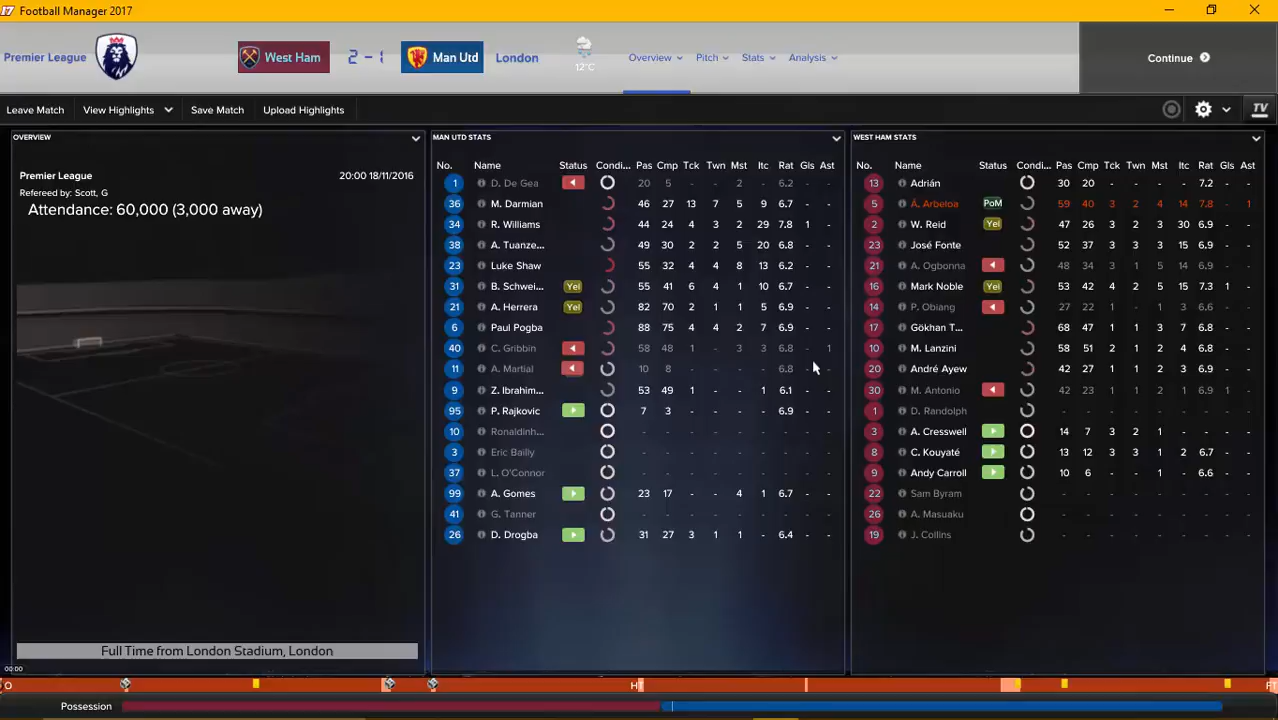 Football Manager 2017
Premier League
West Ham 2 - 1 Man Utd London 12°C
Overview Pitch Stats Analysis
Continue
Leave Match View Highlights Save Match Upload Highlights TV
OVERVIEW
Premier League 20:00 18/11/2016
Refereed by: Scott, G
Attendance: 60,000 (3,000 away)
Full Time from London Stadium, London
00:00
MAN UTD STATS
No. Name Status Condi... Pas Cmp Tck Twn Mst Itc Rat Gls Ast
1 D. De Gea 20 5 - - 2 - 6.2 - -
36 M. Darmian 46 27 13 7 5 9 6.7 - -
34 R. Williams 44 24 4 3 2 29 7.8 1 -
38 A. Tuanze... 49 30 2 2 5 20 6.8 - -
23 Luke Shaw 55 32 4 4 8 13 6.2 - -
31 B. Schwei... Yel 55 41 6 4 1 10 6.7 - -
21 A. Herrera Yel 82 70 2 1 1 5 6.9 - -
6 Paul Pogba 88 75 4 4 2 7 6.9 - -
40 C. Gribbin 58 48 1 - 3 3 6.8 - 1
11 A. Martial 10 8 - - - - 6.8 - -
9 Z. Ibrahim... 53 49 1 - - 1 6.1 - -
95 P. Rajkovic 7 3 - - - - 6.9 - -
10 Ronaldinh... - - - - - - - - -
3 Eric Bailly - - - - - - - - -
37 L. O'Connor - - - - - - - - -
99 A. Gomes 23 17 - - 4 1 6.7 - -
41 G. Tanner - - - - - - - - -
26 D. Drogba 31 27 3 1 1 - 6.4 - -
WEST HAM STATS
No. Name Status Condi... Pas Cmp Tck Twn Mst Itc Rat Gls Ast
13 Adrián 30 20 - - - - 7.2 - -
5 Á. Arbeloa PoM 59 40 3 2 4 14 7.8 - 1
2 W. Reid Yel 47 26 3 2 3 30 6.9 - -
23 José Fonte 52 37 3 3 3 15 6.9 - -
21 A. Ogbonna 48 34 3 1 5 14 6.9 - -
16 Mark Noble Yel 53 42 4 2 5 15 7.3 1 -
14 P. Obiang 27 22 1 - 1 3 6.6 - -
17 Gökhan T... 68 47 1 1 3 7 6.8 - -
10 M. Lanzini 58 51 2 1 2 4 6.8 - -
20 André Ayew 42 27 1 1 2 3 6.9 - -
30 M. Antonio 42 23 1 1 2 1 6.9 1 -
1 D. Randolph - - - - - - - - -
3 A. Cresswell 14 7 3 2 1 - - -
8 C. Kouyaté 13 12 3 3 1 2 6.7 - -
9 Andy Carroll 10 6 - - 1 - 6.6 - -
22 Sam Byram - - - - - - - - -
26 A. Masuaku - - - - - - - - -
19 J. Collins - - - - - - - - -
O HT FT
Possession